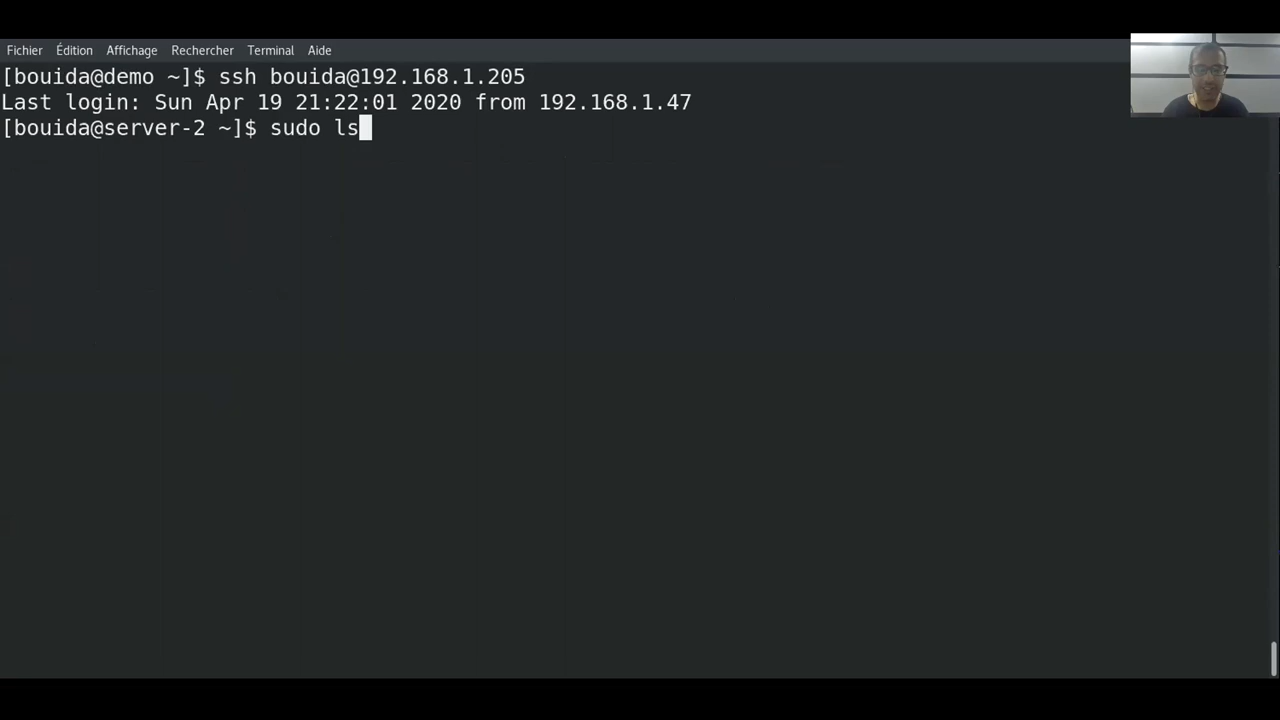 Fichier Édition Affichage Rechercher Terminal Aide
[bouida@demo ~]$ ssh bouida@192.168.1.205
Last login: Sun Apr 19 21:22:01 2020 from 192.168.1.47
[bouida@server-2 ~]$ sudo ls